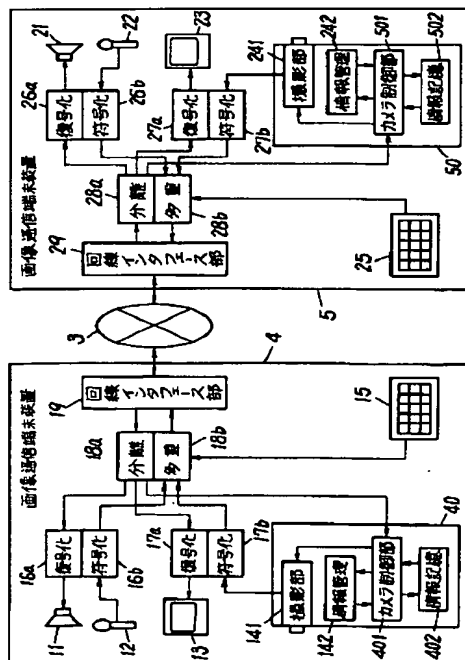 画像通信端末装置
11
12
13
16a
復号化
符号化
16b
17a
復号化
符号化
17b
18a
分離
多重
18b
19
回線インタフェース部
15
4
141
撮影部
142
情報管理
401
カメラ制御部
402
情報記憶
40
3
画像通信端末装置
21
22
23
26a
復号化
符号化
26b
27a
復号化
符号化
27b
28a
分離
多重
28b
29
回線インタフェース部
25
5
241
撮影部
242
情報管理
501
カメラ制御部
502
情報記憶
50